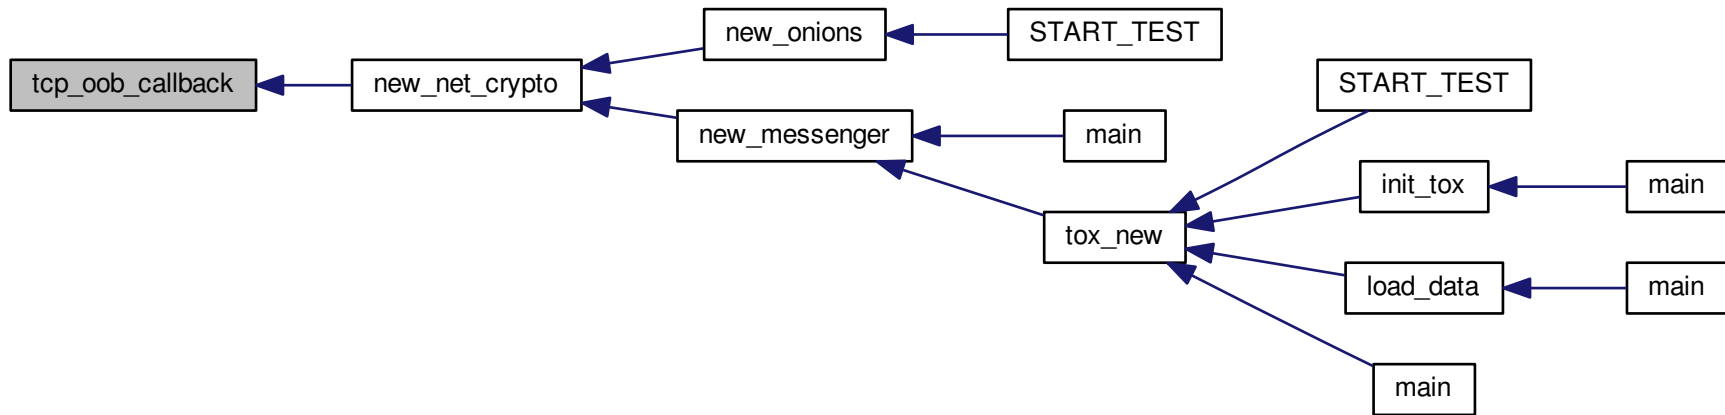 tcp_oob_callback
new_net_crypto
new_onions
START_TEST
new_messenger
main
tox_new
START_TEST
init_tox
main
load_data
main
main